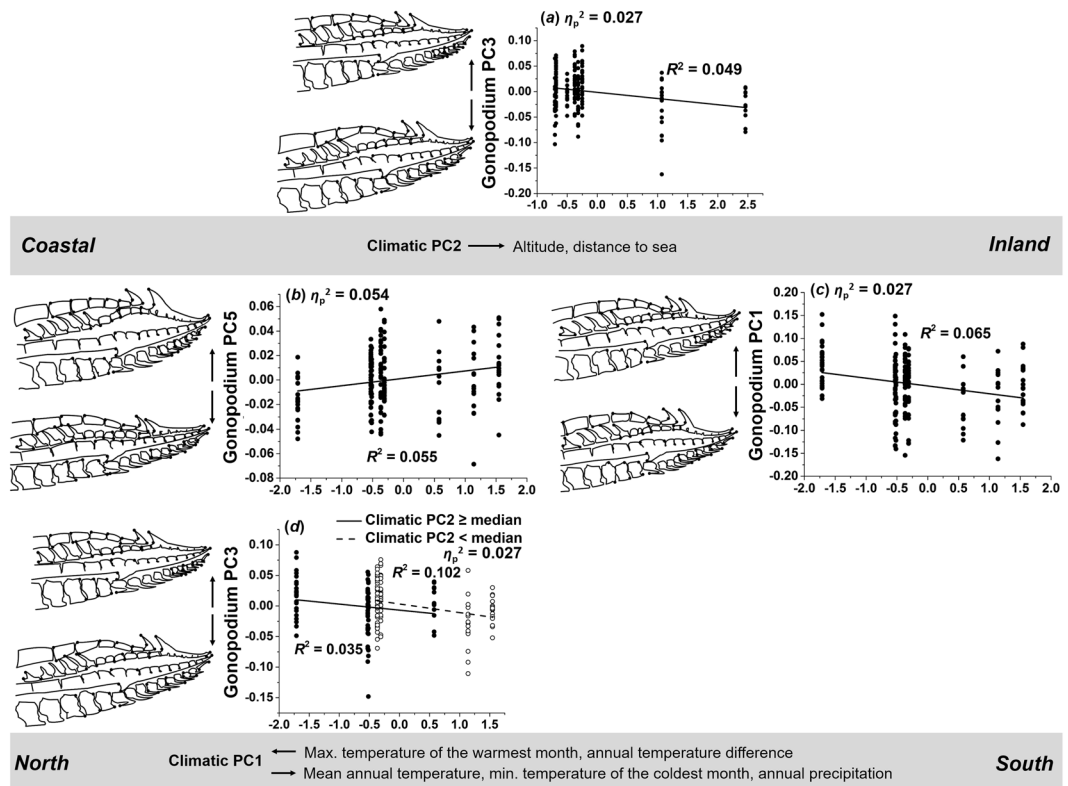 (a) ηp² = 0.027
Gonopodium PC3
0.10
0.05
0.00
-0.05
-0.10
-0.15
-0.20
R² = 0.049
-1.0 -0.5 0.0 0.5 1.0 1.5 2.0 2.5
Coastal
Climatic PC2 → Altitude, distance to sea
Inland
(b) ηp² = 0.054
Gonopodium PC5
0.06
0.04
0.02
0.00
-0.02
-0.04
-0.06
-0.08
R² = 0.055
-2.0 -1.5 -1.0 -0.5 0.0 0.5 1.0 1.5 2.0
(c) ηp² = 0.027
Gonopodium PC1
0.20
0.15
0.10
0.05
0.00
-0.05
-0.10
-0.15
-0.20
R² = 0.065
-2.0 -1.5 -1.0 -0.5 0.0 0.5 1.0 1.5 2.0
(d)
Climatic PC2 ≥ median
Climatic PC2 < median
ηp² = 0.027
Gonopodium PC3
0.10
0.05
0.00
-0.05
-0.10
-0.15
R² = 0.102
R² = 0.035
-2.0 -1.5 -1.0 -0.5 0.0 0.5 1.0 1.5
North
Climatic PC1
← Max. temperature of the warmest month, annual temperature difference
→ Mean annual temperature, min. temperature of the coldest month, annual precipitation
South